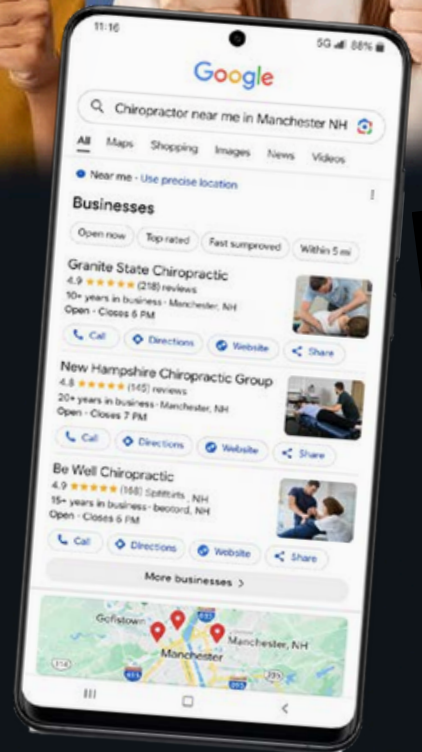 11:16
5G 88%
Google
Chiropractor near me in Manchester NH
All Maps Shopping Images News Videos
Near me · Use precise location
Businesses
Open now Top rated Fast sumproved Within 5 mi
Granite State Chiropractic
4.9 ★★★★★ (218) reviews
10+ years in business · Manchester, NH
Open · Closes 6 PM
Call Directions Website Share
New Hampshire Chiropractic Group
4.8 ★★★★★ (145) reviews
20+ years in business · Manchester, NH
Open · Closes 7 PM
Call Directions Website Share
Be Well Chiropractic
4.9 ★★★★★ (168) , NH
15+ years in business · , NH
Open · Closes 6 PM
Call Directions Website Share
More businesses >
Goffstown
Manchester, NH
Manchester